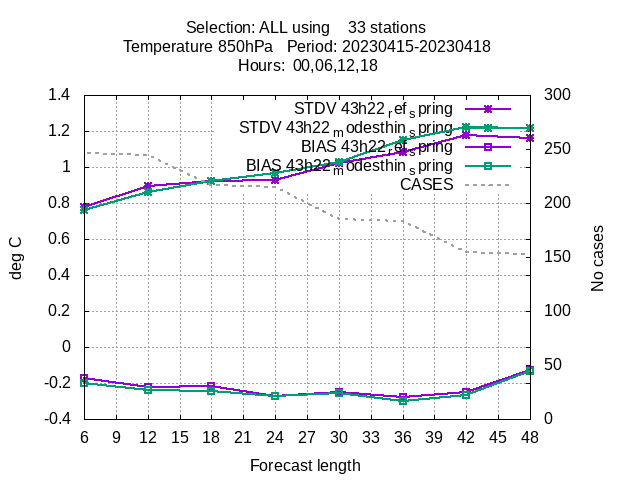 Selection: ALL using    33 stations
Temperature 850hPa   Period: 20230415-20230418
Hours: 00,06,12,18
STDV 43h22_ref_spring
STDV 43h22_modesthin_spring
BIAS 43h22_ref_spring
BIAS 43h22_modesthin_spring
CASES
1.4
1.2
1
0.8
0.6
0.4
0.2
0
-0.2
-0.4
deg C
300
250
200
150
100
50
0
No cases
6 9 12 15 18 21 24 27 30 33 36 39 42 45 48
Forecast length